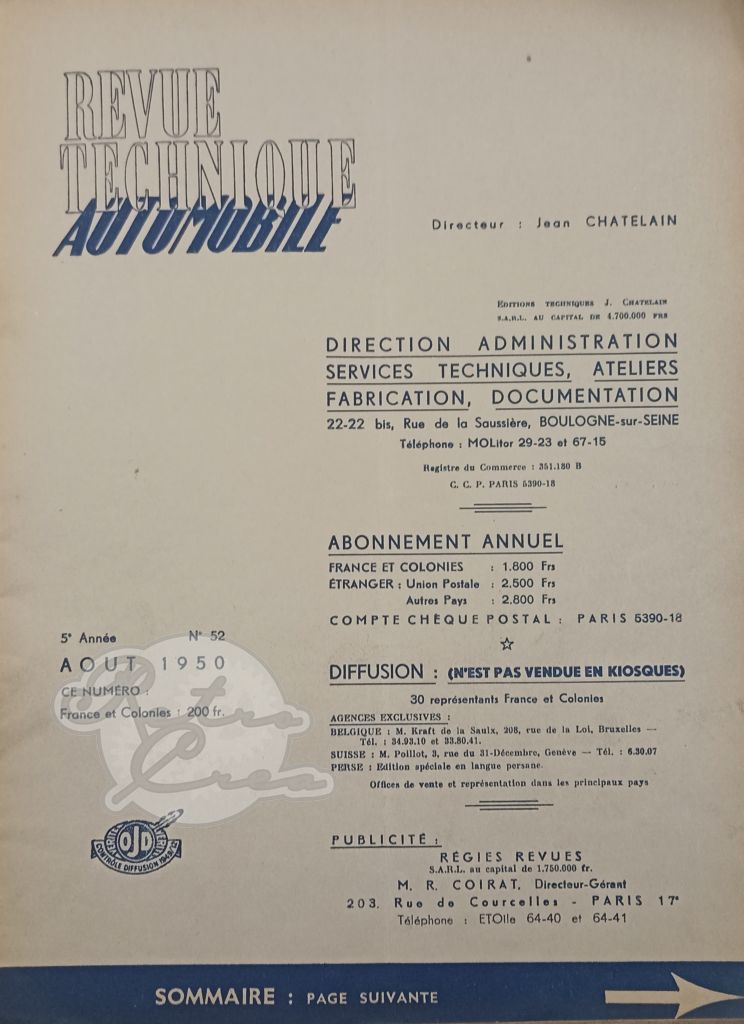 REVUE
TECHNIQUE
AUTOMOBILE
Directeur : Jean CHATELAIN
EDITIONS TECHNIQUES J. CHATELAIN
S.A.R.L. AU CAPITAL DE 4.700.000 FRS
DIRECTION ADMINISTRATION
SERVICES TECHNIQUES, ATELIERS
FABRICATION, DOCUMENTATION
22-22 bis, Rue de la Saussière, BOULOGNE-sur-SEINE
Téléphone : MOLitor 29-23 et 67-15
Registre du Commerce : 351.180 B
C. C. P. PARIS 5390-18
ABONNEMENT ANNUEL
FRANCE ET COLONIES : 1.800 Frs
ÉTRANGER : Union Postale : 2.500 Frs
Autres Pays : 2.800 Frs
COMPTE CHÈQUE POSTAL : PARIS 5390-18
5e Année N° 52
AOUT 1950
CE NUMÉRO :
France et Colonies : 200 fr.
Retro
Crea
DIFFUSION : (N'EST PAS VENDUE EN KIOSQUES)
30 représentants France et Colonies
AGENCES EXCLUSIVES :
BELGIQUE : M. Kraft de la Saulx, 208, rue de la Loi, Bruxelles —
Tél. : 34.93.10 et 33.80.41.
SUISSE : M. Poillot, 3, rue du 31-Décembre, Genève — Tél. : 6.30.07
PERSE : Edition spéciale en langue persane.
Offices de vente et représentation dans les principaux pays
OJD
CONTRÔLE DIFFUSION
PUBLICITÉ :
RÉGIES REVUES
S.A.R.L. au capital de 1.750.000 fr.
M. R. COIRAT, Directeur-Gérant
203, Rue de Courcelles - PARIS 17e
Téléphone : ETOile 64-40 et 64-41
SOMMAIRE : PAGE SUIVANTE